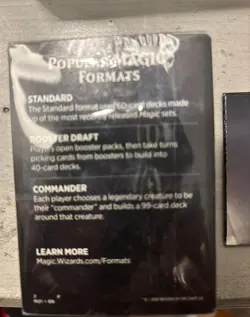 POPULAR MAGIC
FORMATS
STANDARD
The Standard format uses 60-card decks made
up of the most recently released Magic sets.
BOOSTER DRAFT
Players open booster packs, then take turns
picking cards from boosters to build into
40-card decks.
COMMANDER
Each player chooses a legendary creature to be
their "commander" and builds a 99-card deck
around that creature.
LEARN MORE
Magic.Wizards.com/Formats